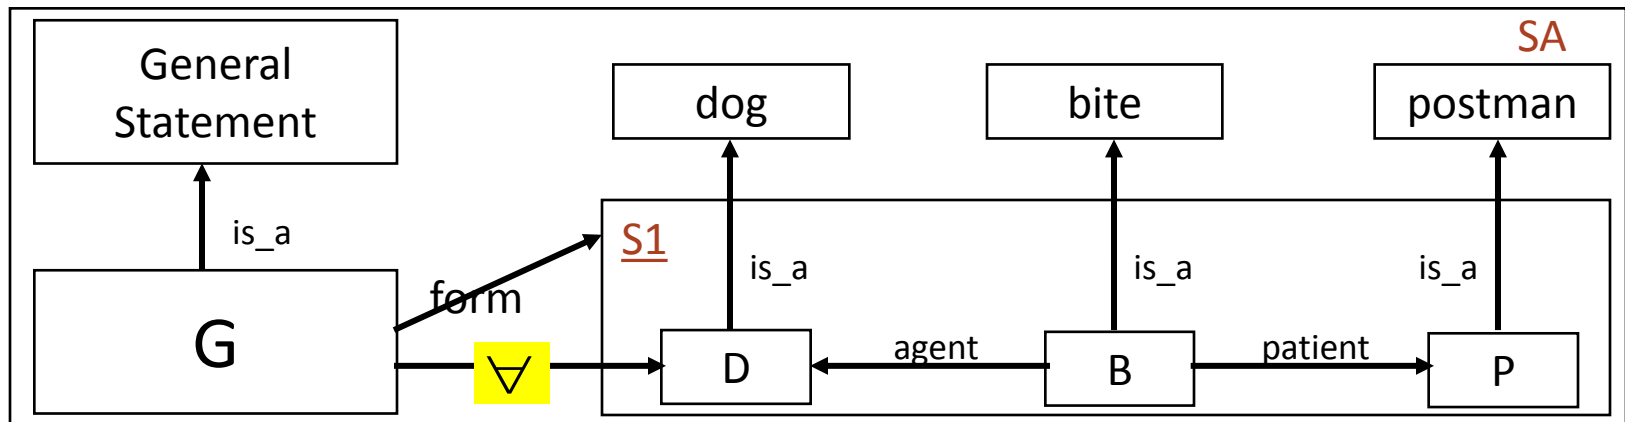 SA
General
Statement
dog
bite
postman
is_a
S1
is_a
is_a
is_a
form
G
∀
D
agent
B
patient
P